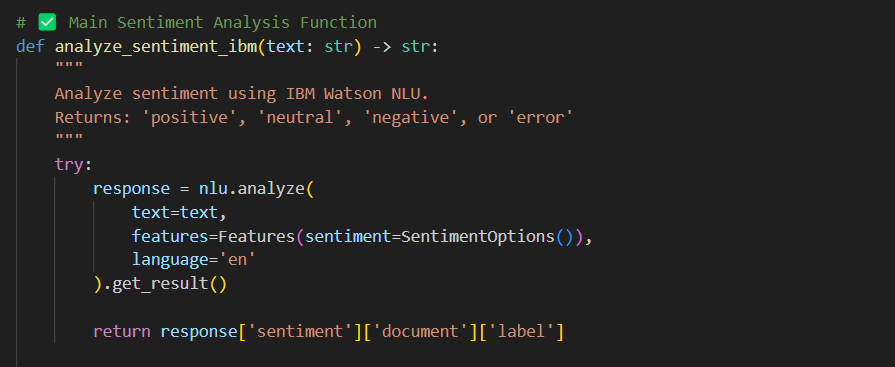 # ✅ Main Sentiment Analysis Function
def analyze_sentiment_ibm(text: str) -> str:
    """
    Analyze sentiment using IBM Watson NLU.
    Returns: 'positive', 'neutral', 'negative', or 'error'
    """
    try:
        response = nlu.analyze(
            text=text,
            features=Features(sentiment=SentimentOptions()),
            language='en'
        ).get_result()

        return response['sentiment']['document']['label']